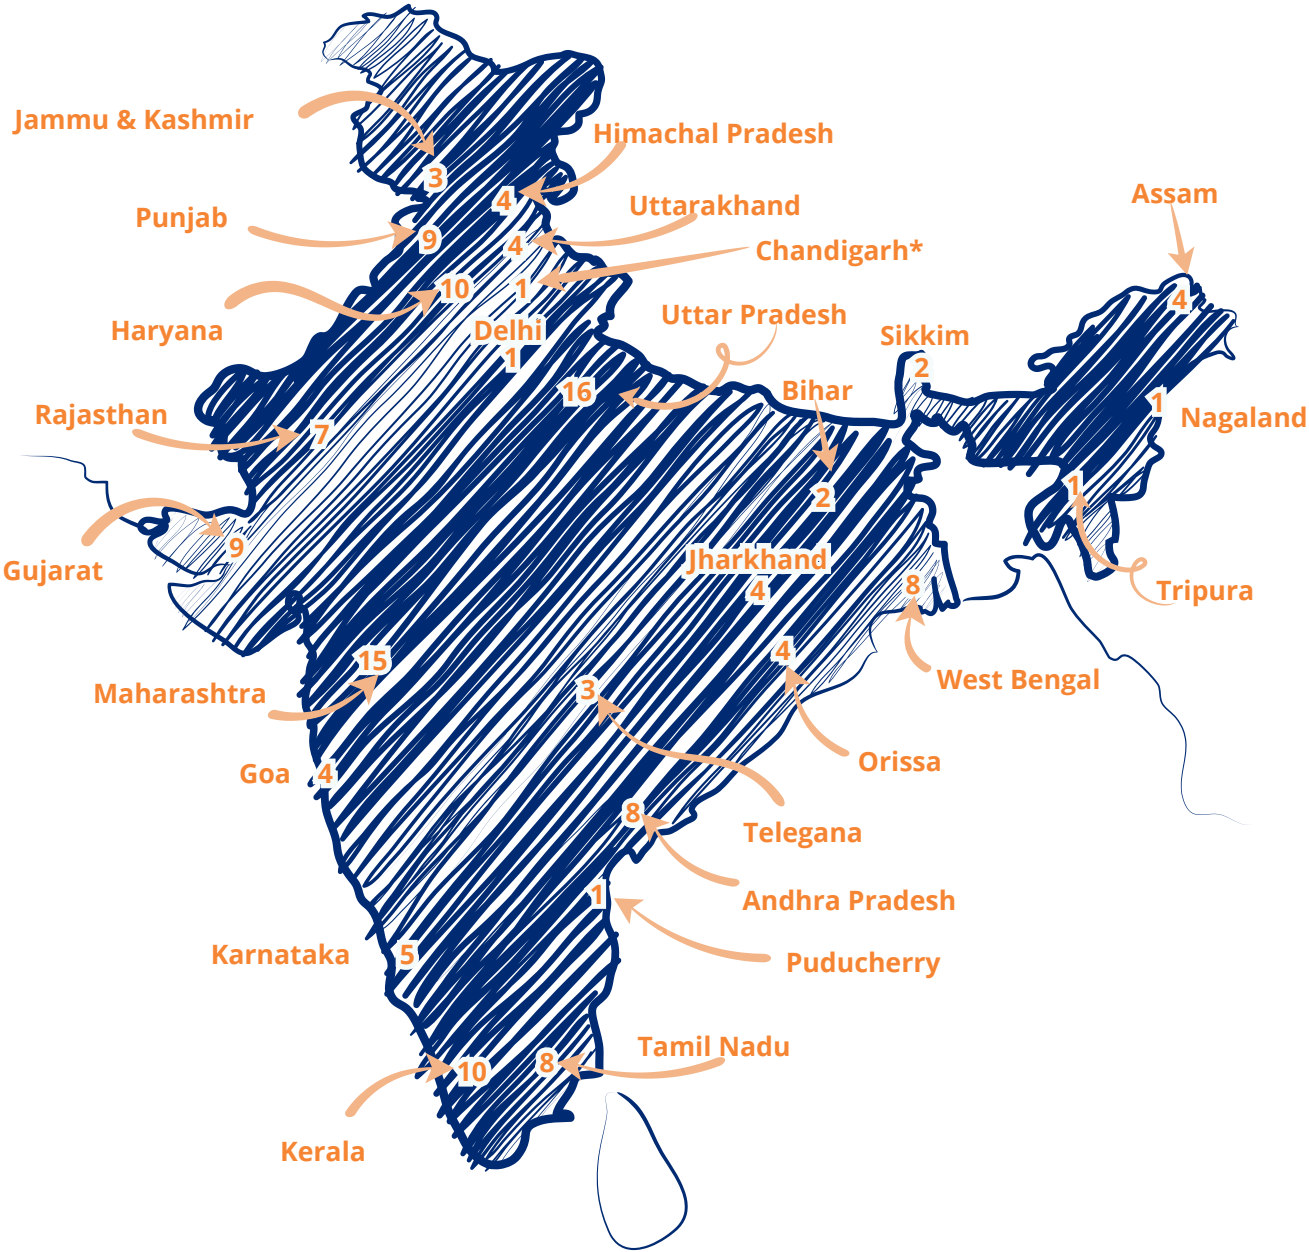 Jammu & Kashmir
3
Himachal Pradesh
4
Assam
4
Punjab
9
Uttarakhand
4
Chandigarh*
1
Haryana
10
Delhi
1
Uttar Pradesh
16
Sikkim
2
Bihar
2
Nagaland
1
Rajasthan
7
Tripura
1
Gujarat
9
Jharkhand
4
West Bengal
8
Maharashtra
15
Orissa
4
Telegana
3
Goa
4
Andhra Pradesh
8
Puducherry
1
Karnataka
5
Tamil Nadu
8
Kerala
10